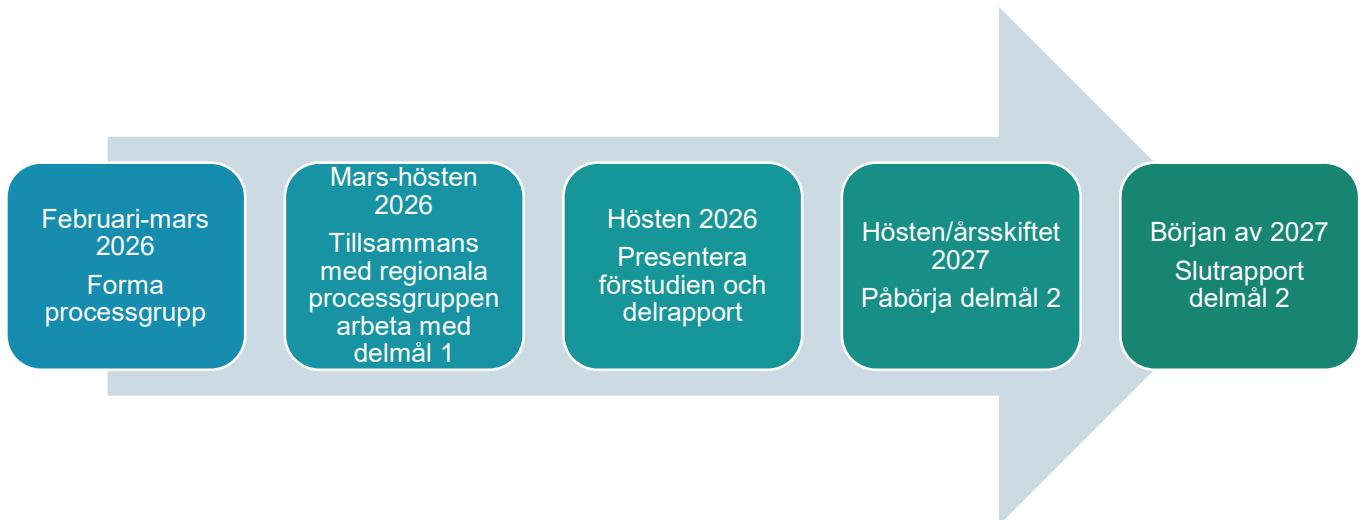 Februari-mars
2026
Forma
processgrupp
Mars-hösten
2026
Tillsammans
med regionala
processgruppen
arbeta med
delmål 1
Hösten 2026
Presentera
förstudien och
delrapport
Hösten/årsskiftet
2027
Påbörja delmål 2
Början av 2027
Slutrapport
delmål 2